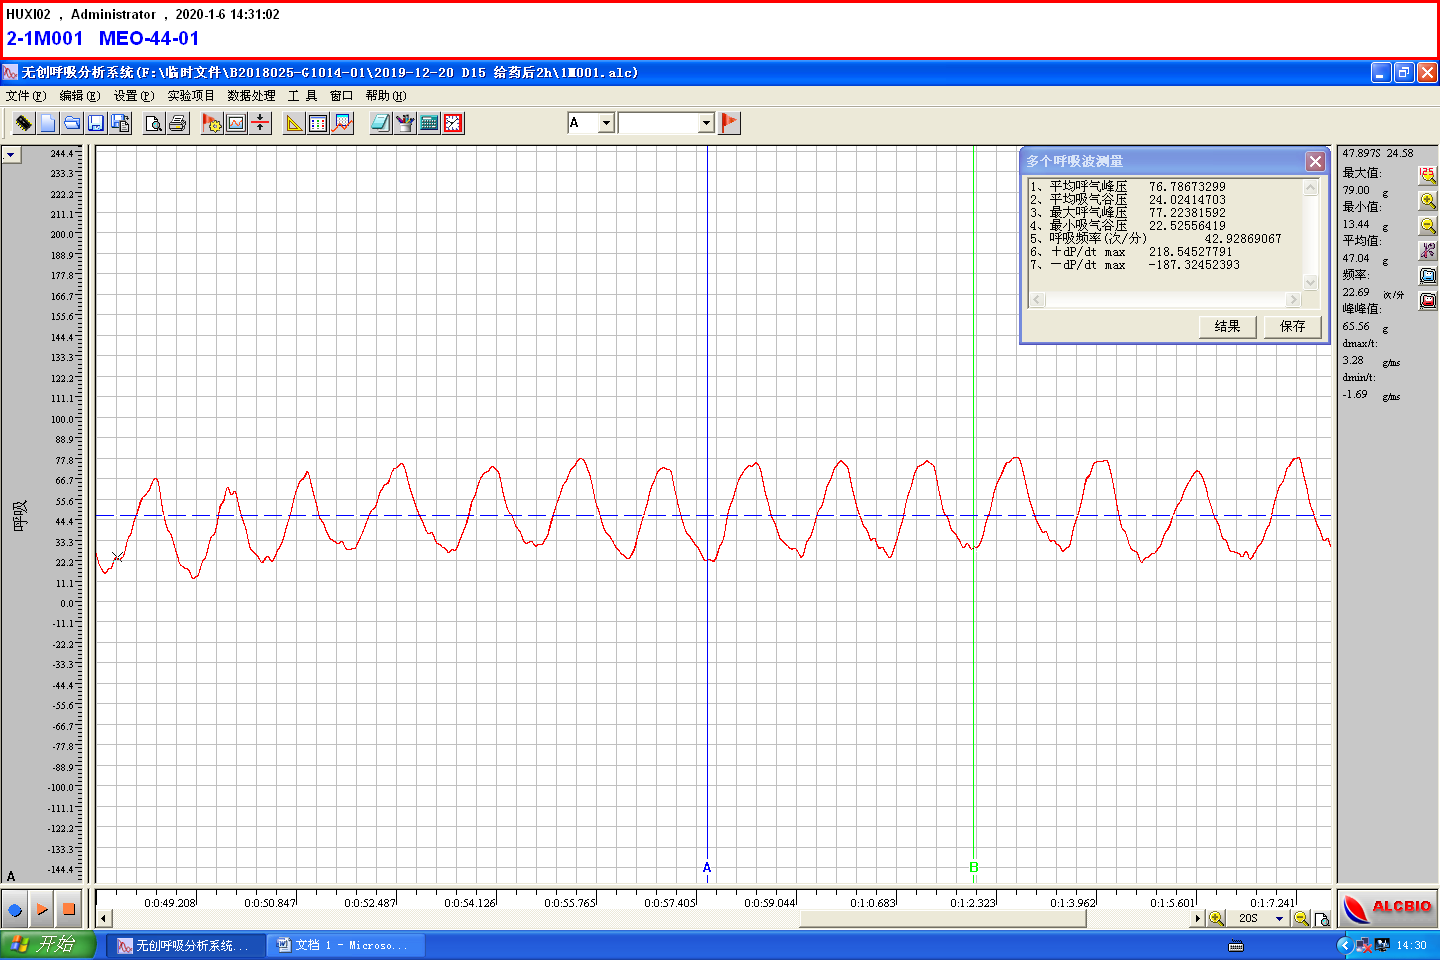 HUXI02 , Administrator , 2020-1-6 14:31:02
2-1M001 MEO-44-01
无创呼吸分析系统(F:\临时文件\B2018025-G1014-01\2019-12-20 D15 给药后2h\1M001.alc)
文件(F) 编辑(E) 设置(P) 实验项目 数据处理 工 具 窗口 帮助(H)
A
244.4
233.3
222.2
211.1
200.0
188.9
177.8
166.7
155.6
144.4
133.3
122.2
111.1
100.0
88.9
77.8
66.7
55.6
44.4
33.3
22.2
11.1
0.0
-11.1
-22.2
-33.3
-44.4
-55.6
-66.7
-77.8
-88.9
-100.0
-111.1
-122.2
-133.3
-144.4
呼吸
A
多个呼吸波测量
1、平均呼气峰压 76.78673299
2、平均吸气谷压 24.02414703
3、最大呼气峰压 77.22381592
4、最小吸气谷压 22.52556419
5、呼吸频率(次/分) 42.92869067
6、＋dP/dt max 218.54527791
7、－dP/dt max -187.32452393
结果 保存
47.897S 24.58
最大值:
79.00 g
最小值:
13.44 g
平均值:
47.04 g
频率:
22.69 次/分
峰峰值:
65.56 g
dmax/t:
3.28 g/ms
dmin/t:
-1.69 g/ms
125
A B
0:0:49.208 0:0:50.847 0:0:52.487 0:0:54.126 0:0:55.765 0:0:57.405 0:0:59.044 0:1:0.683 0:1:2.323 0:1:3.962 0:1:5.601 0:1:7.241
20S
ALCBIO
开始 无创呼吸分析系统... 文档 1 - Microso... 14:30